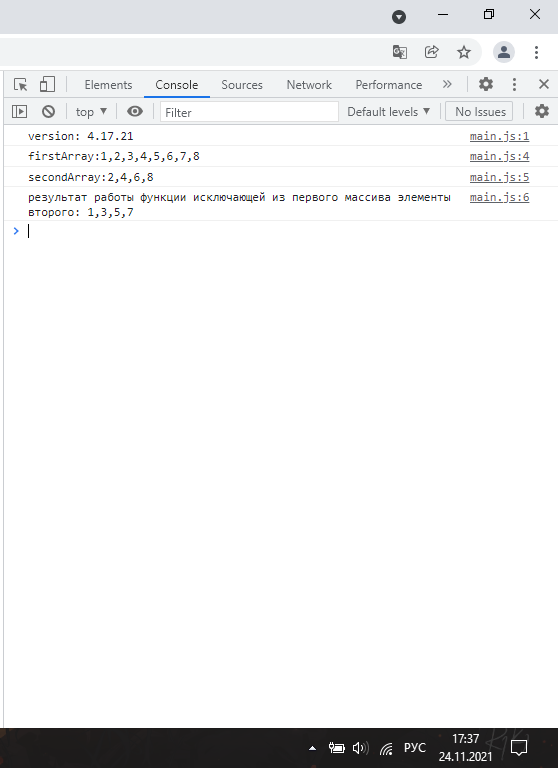 Elements Console Sources Network Performance
top Filter Default levels No Issues
version: 4.17.21 main.js:1
firstArray:1,2,3,4,5,6,7,8 main.js:4
secondArray:2,4,6,8 main.js:5
результат работы функции исключающей из первого массива элементы main.js:6
второго: 1,3,5,7
17:37
РУС
24.11.2021